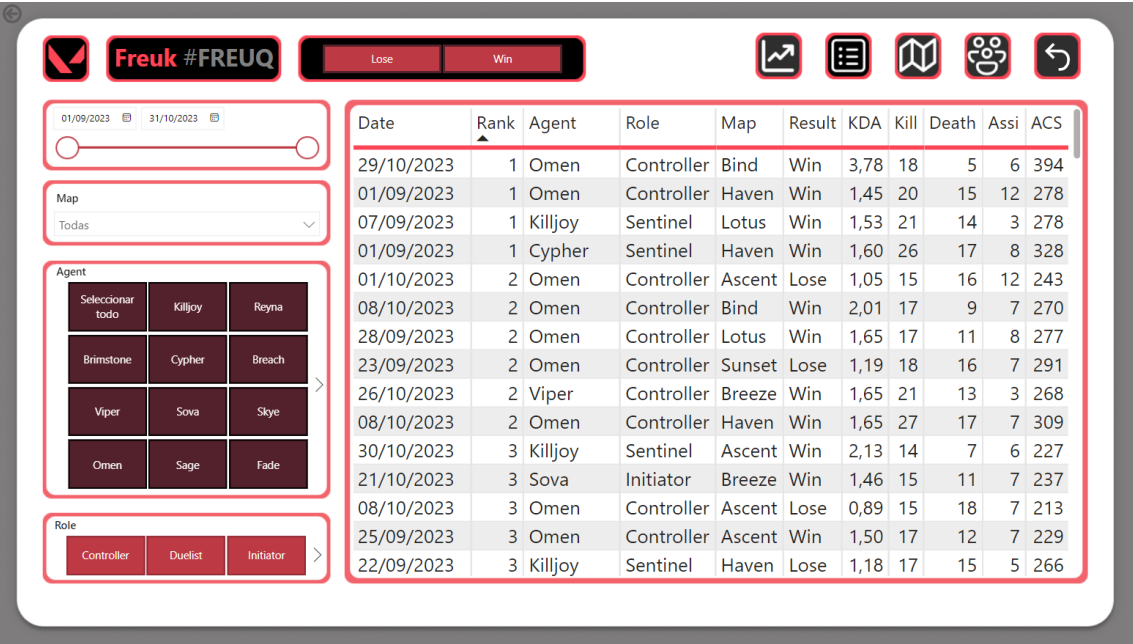 Freuk #FREUQ
Lose Win
01/09/2023 31/10/2023
Map
Todas
Agent
Seleccionar todo Killjoy Reyna
Brimstone Cypher Breach
Viper Sova Skye
Omen Sage Fade
Role
Controller Duelist Initiator
Date Rank Agent Role Map Result KDA Kill Death Assi ACS
29/10/2023 1 Omen Controller Bind Win 3,78 18 5 6 394
01/09/2023 1 Omen Controller Haven Win 1,45 20 15 12 278
07/09/2023 1 Killjoy Sentinel Lotus Win 1,53 21 14 3 278
01/09/2023 1 Cypher Sentinel Haven Win 1,60 26 17 8 328
01/10/2023 2 Omen Controller Ascent Lose 1,05 15 16 12 243
08/10/2023 2 Omen Controller Bind Win 2,01 17 9 7 270
28/09/2023 2 Omen Controller Lotus Win 1,65 17 11 8 277
23/09/2023 2 Omen Controller Sunset Lose 1,19 18 16 7 291
26/10/2023 2 Viper Controller Breeze Win 1,65 21 13 3 268
08/10/2023 2 Omen Controller Haven Win 1,65 27 17 7 309
30/10/2023 3 Killjoy Sentinel Ascent Win 2,13 14 7 6 227
21/10/2023 3 Sova Initiator Breeze Win 1,46 15 11 7 237
08/10/2023 3 Omen Controller Ascent Lose 0,89 15 18 7 213
25/09/2023 3 Omen Controller Ascent Win 1,50 17 12 7 229
22/09/2023 3 Killjoy Sentinel Haven Lose 1,18 17 15 5 266